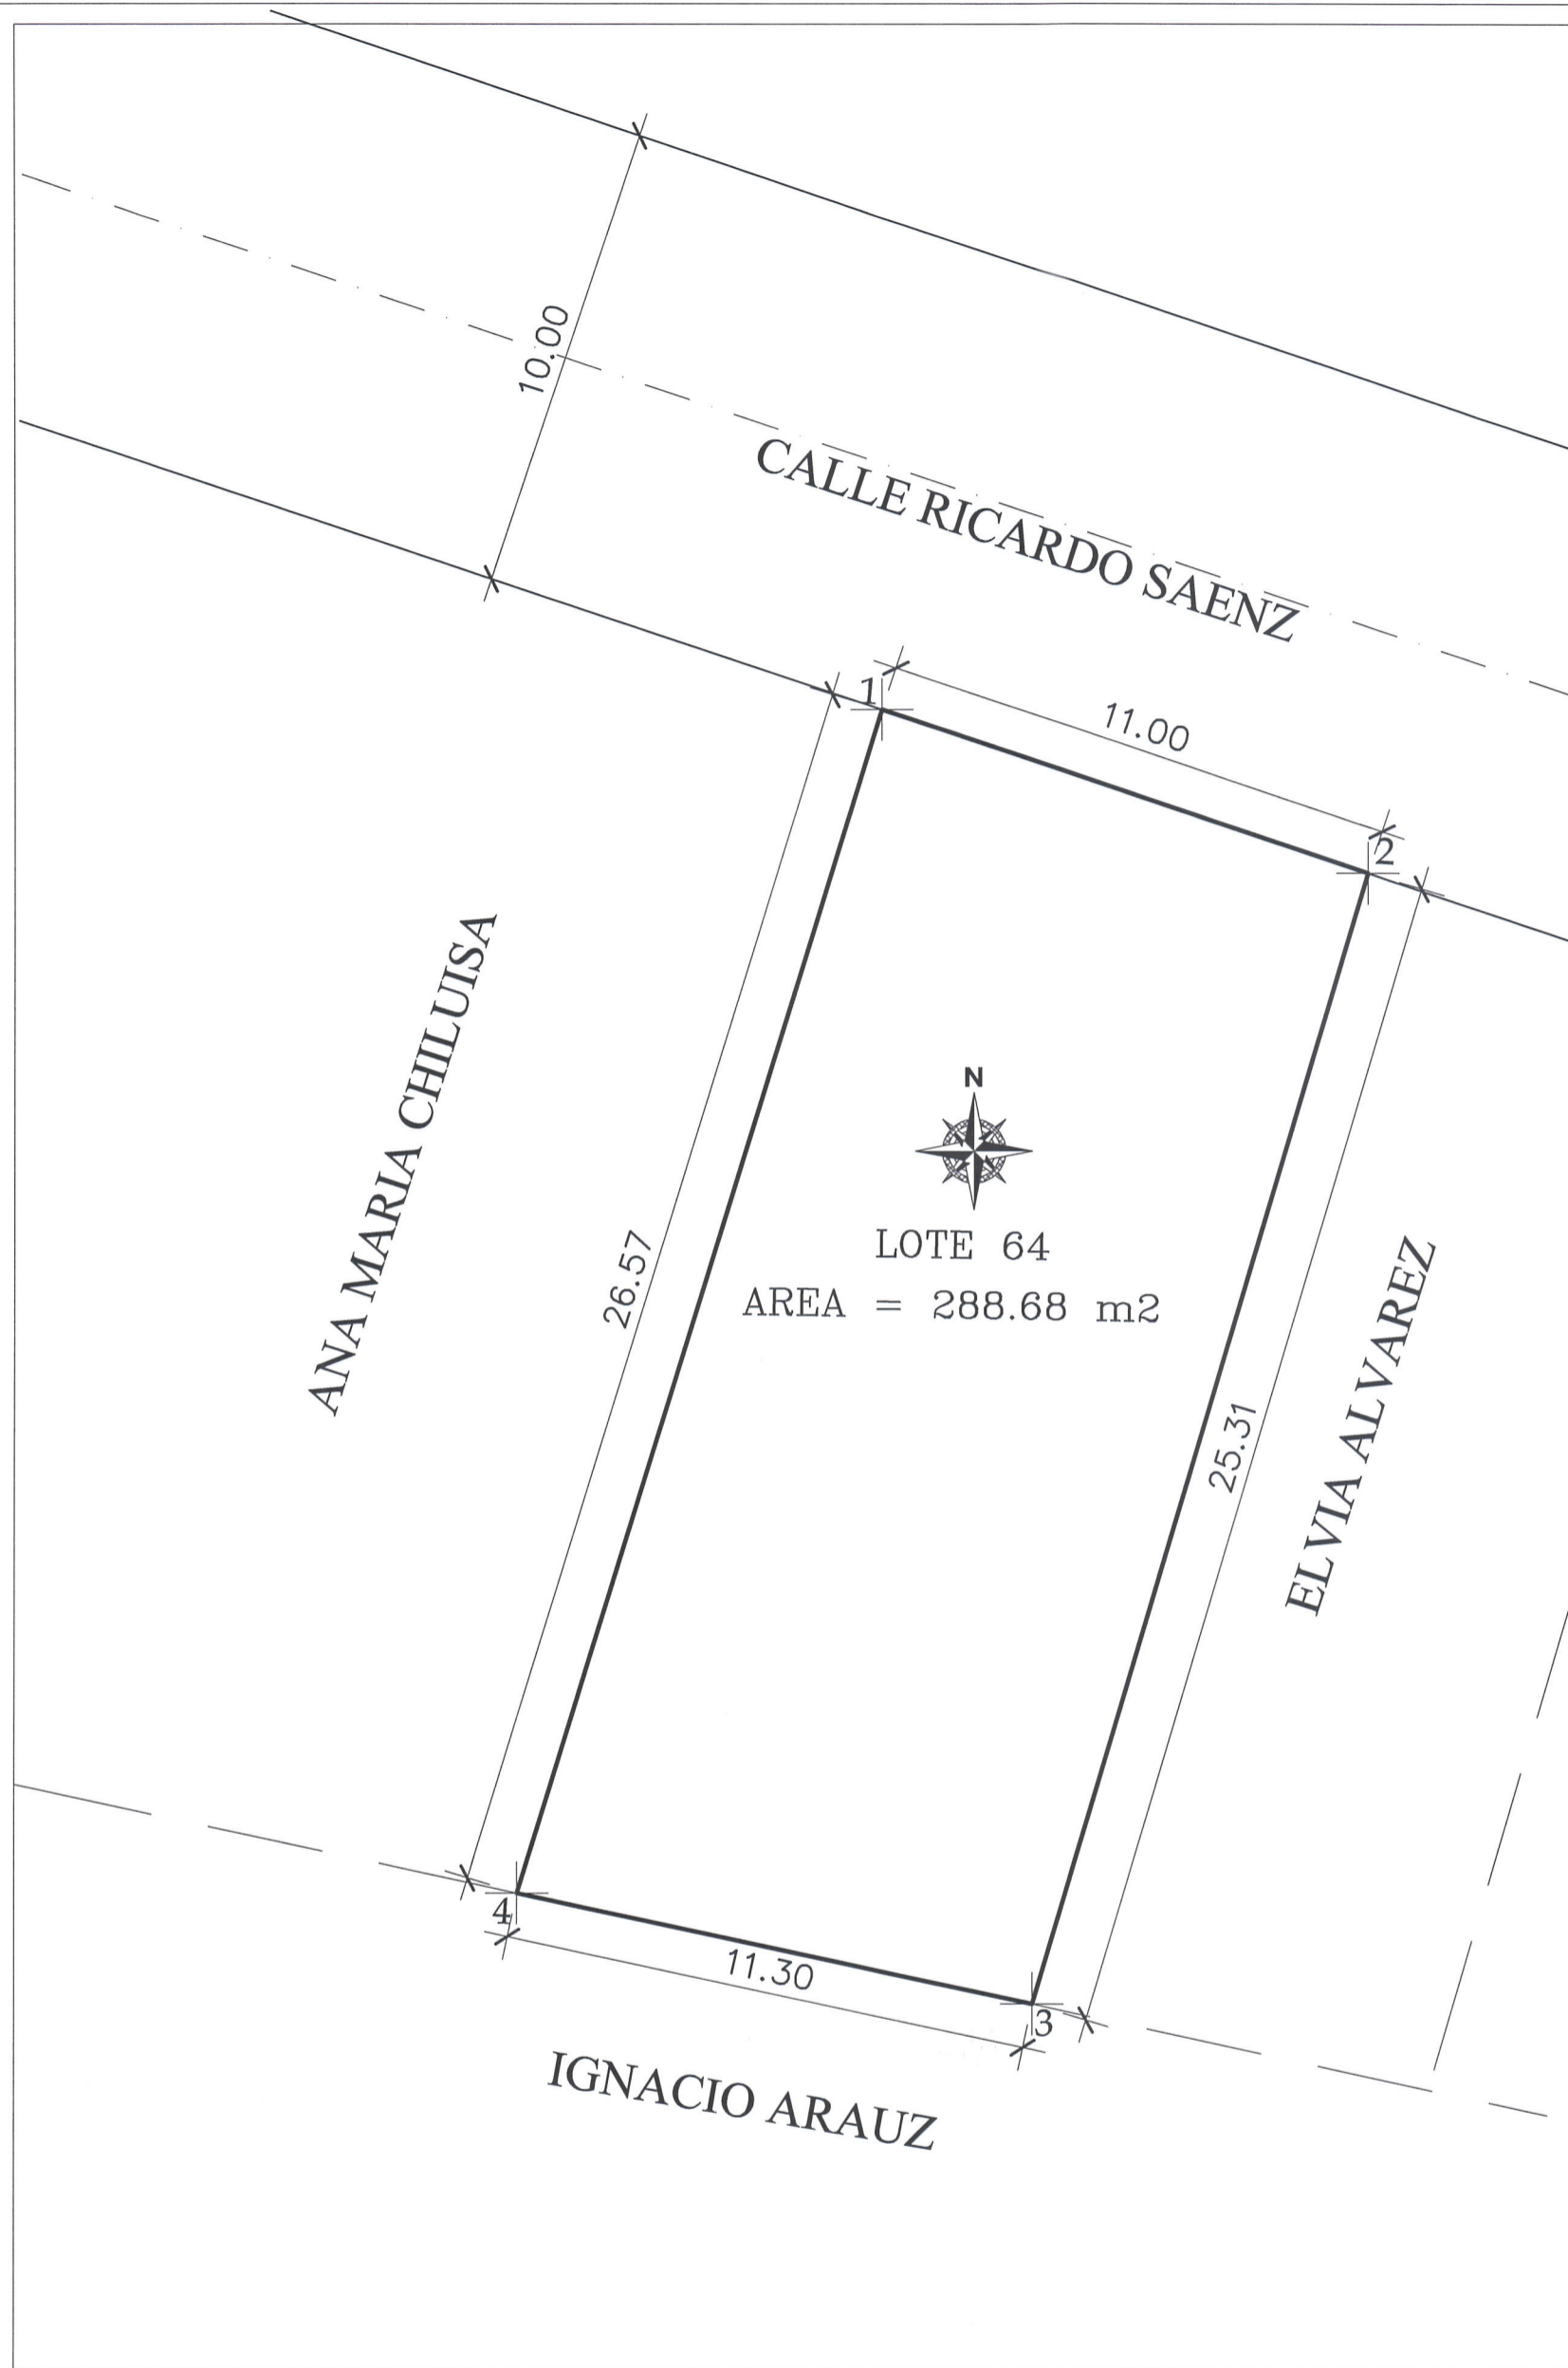 10.00
CALLE RICARDO SAENZ
1
11.00
2
ANA MARIA CHILUISA
N
LOTE 64
AREA = 288.68 m2
26.57
25.31
ELVIA ALVAREZ
4
11.30
3
IGNACIO ARAUZ